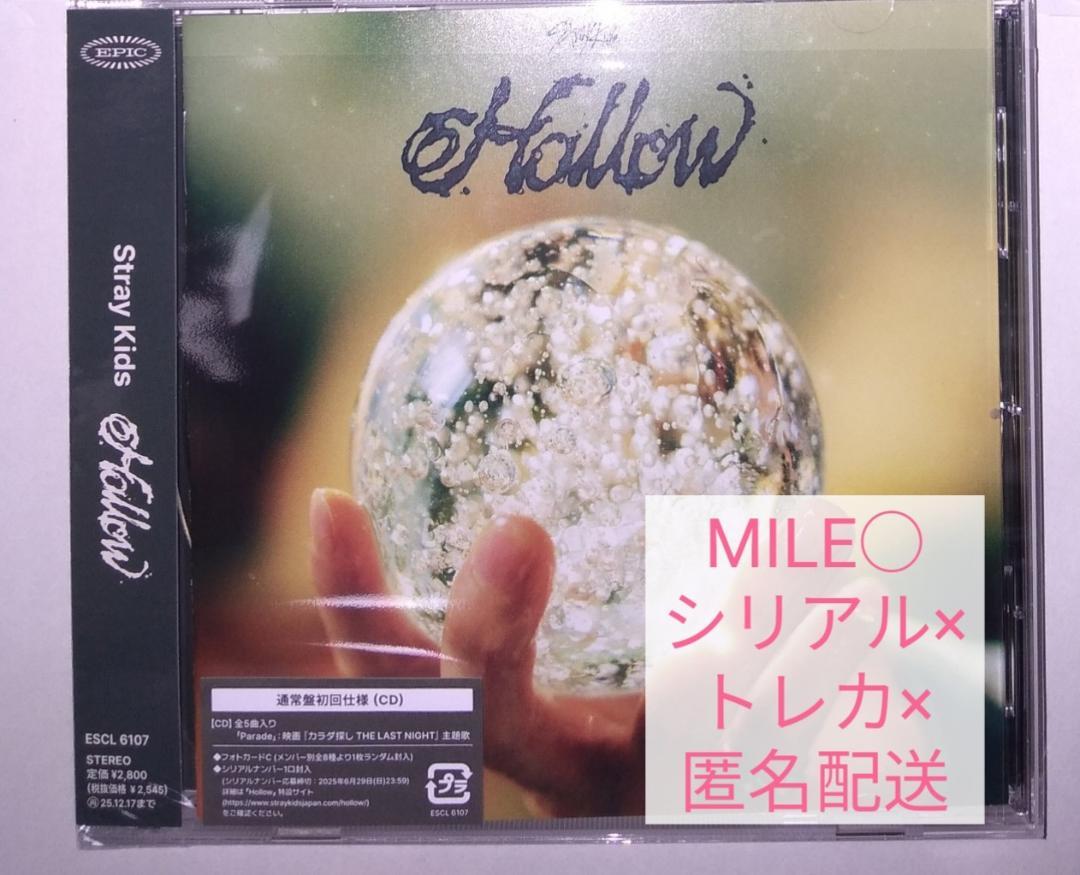 EPIC
Stray Kids
Hallow
Stray Kids
Hallow
ESCL 6107
STEREO
定価 ¥2,800
(税抜価格 ¥2,545)
再 25.12.17まで
通常盤初回仕様 (CD)
【CD】全5曲入り
「Parade」:映画『カラダ探し THE LAST NIGHT』主題歌
◆フォトカードC (メンバー別全8種より1枚ランダム封入)
◆シリアルナンバー1口封入
(シリアルナンバー応募締切:2025年6月29日(日)23:59)
詳細は「Hollow」特設サイト
(https://www.straykidsjapan.com/hollow/)
をご確認ください。
プラ
ESCL 6107
MILE○
シリアル×
トレカ×
匿名配送